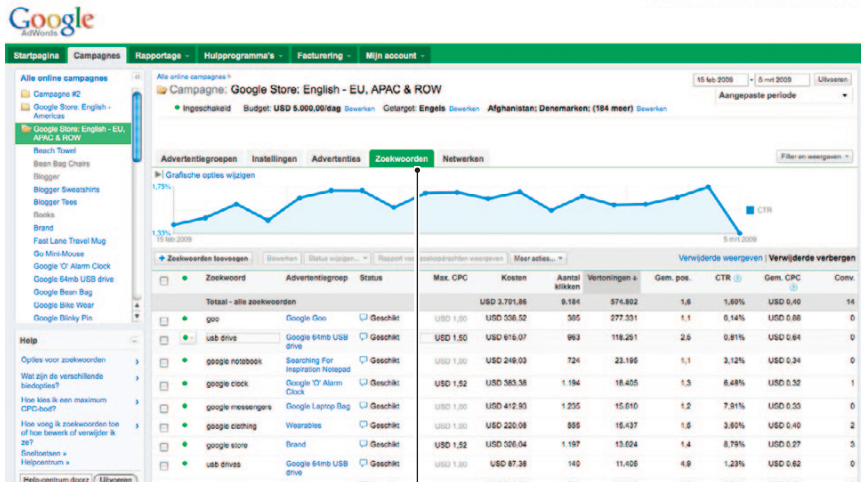 Google
AdWords
Startpagina Campagnes Rapportage Hulpprogramma's Facturering Mijn account
Alle online campagnes
Campagne #2
Google Store: English - Americas
Google Store: English - EU, APAC & ROW
Beach Towel
Bean Bag Chairs
Blogger
Blogger Sweatshirts
Blogger Tees
Books
Brand
Fast Lane Travel Mug
Go Mini-Mouse
Google 'O' Alarm Clock
Google 64mb USB drive
Google Bean Bag
Google Bike Wear
Google Blinky Pin
Help
Opties voor zoekwoorden
Wat zijn de verschillende biedopties?
Hoe kies ik een maximum CPC-bod?
Hoe voeg ik zoekwoorden toe of hoe bewerk of verwijder ik ze?
Sneltoetsen »
Helpcentrum »
Help-centrum doorz Uitvoeren
Alle online campagnes >
Campagne: Google Store: English - EU, APAC & ROW
15 feb 2009 - 5 mrt 2009 Uitvoeren
Aangepaste periode
Ingeschakeld Budget: USD 5.000,00/dag Bewerken Getarget: Engels Bewerken Afghanistan; Denemarken; (184 meer) Bewerken
Advertentiegroepen Instellingen Advertenties Zoekwoorden Netwerken
Filter en weergaven
Grafische opties wijzigen
1,75%
CTR
1,33%
15 feb 2009 5 mrt 2009
+ Zoekwoorden toevoegen Bewerken Status wijzigen... Rapport van zoekopdrachten weergeven Meer acties... Verwijderde weergeven | Verwijderde verbergen
Zoekwoord Advertentiegroep Status Max. CPC Kosten Aantal klikken Vertoningen ↓ Gem. pos. CTR Gem. CPC Conv.
Totaal - alle zoekwoorden USD 3.701,86 9.184 574.802 1,6 1,60% USD 0,40 14
goo Google Goo Geschikt USD 1,00 USD 338,52 385 277.331 1,1 0,14% USD 0,88 0
usb drive Google 64mb USB drive Geschikt USD 1,50 USD 615,07 963 118.251 2,5 0,81% USD 0,64 0
google notebook Searching For Inspiration Notepad Geschikt USD 1,00 USD 249,03 724 23.195 1,1 3,12% USD 0,34 0
google clock Google 'O' Alarm Clock Geschikt USD 1,52 USD 383,38 1.194 18.405 1,3 6,48% USD 0,32 1
google messengers Google Laptop Bag Geschikt USD 1,00 USD 412,93 1.235 15.610 1,2 7,91% USD 0,33 0
google clothing Wearables Geschikt USD 1,00 USD 220,08 555 15.437 1,5 3,60% USD 0,40 2
google store Brand Geschikt USD 1,52 USD 326,04 1.197 13.624 1,4 8,79% USD 0,27 3
usb drives Google 64mb USB drive Geschikt USD 1,00 USD 87,38 140 11.405 4,9 1,23% USD 0,62 0